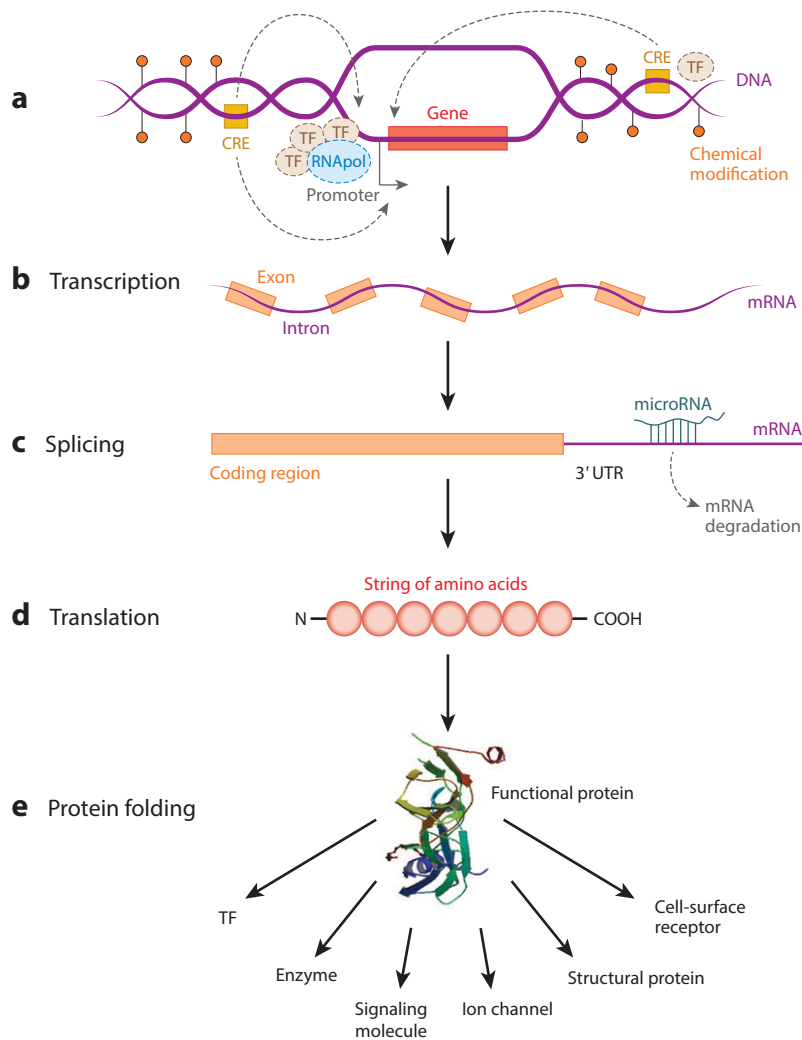 CRE
TF
DNA
a
Gene
TF
TF
CRE
TF
RNApol
Chemical
modification
Promoter
b Transcription
Exon
mRNA
Intron
microRNA
c Splicing
mRNA
Coding region
3′ UTR
mRNA
degradation
String of amino acids
d Translation
N
COOH
e Protein folding
Functional protein
TF
Cell-surface
receptor
Enzyme
Structural protein
Signaling
molecule
Ion channel